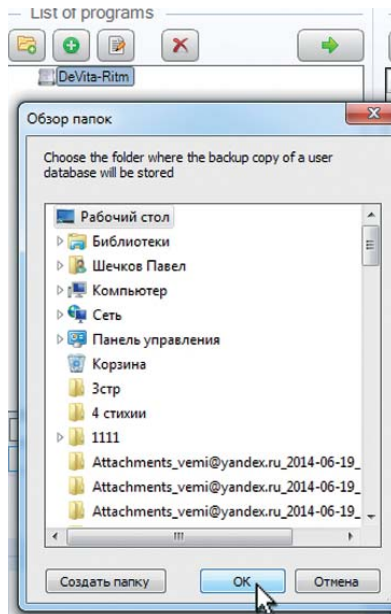 List of programs
DeVita-Ritm
Обзор папок
Choose the folder where the backup copy of a user
database will be stored
Рабочий стол
Библиотеки
Шечков Павел
Компьютер
Сеть
Панель управления
Корзина
3стр
4 стихии
1111
Attachments_vemi@yandex.ru_2014-06-19_
Attachments_vemi@yandex.ru_2014-06-19_
Attachments_vemi@yandex.ru_2014-06-19_
Создать папку
ОК
Отмена